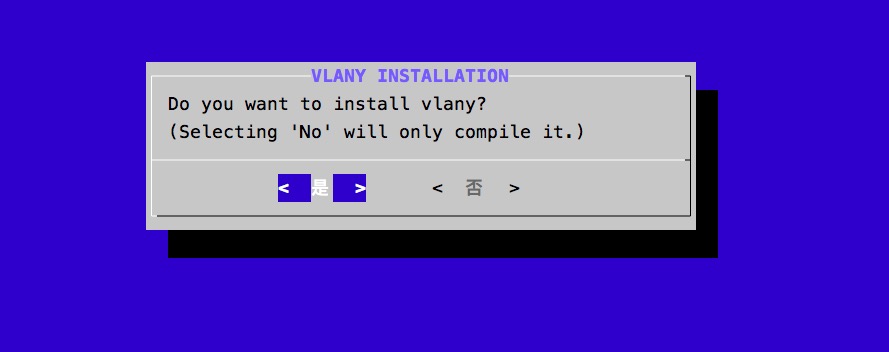 VLANY INSTALLATION
Do you want to install vlany?
(Selecting 'No' will only compile it.)
< 是 > < 否 >